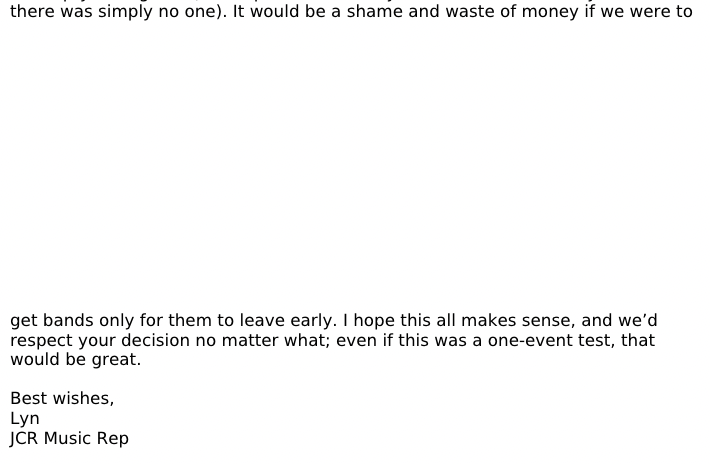 there was simply no one). It would be a shame and waste of money if we were to
get bands only for them to leave early. I hope this all makes sense, and we’d
respect your decision no matter what; even if this was a one-event test, that
would be great.
Best wishes,
Lyn
JCR Music Rep